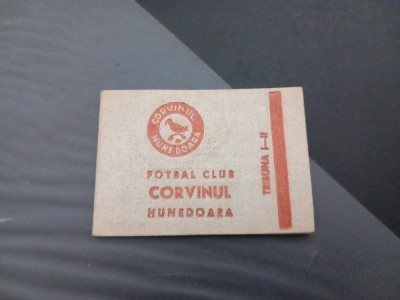 CORVINUL
HUNEDOARA
FOTBAL CLUB
CORVINUL
HUNEDOARA
TRIBUNA I-II